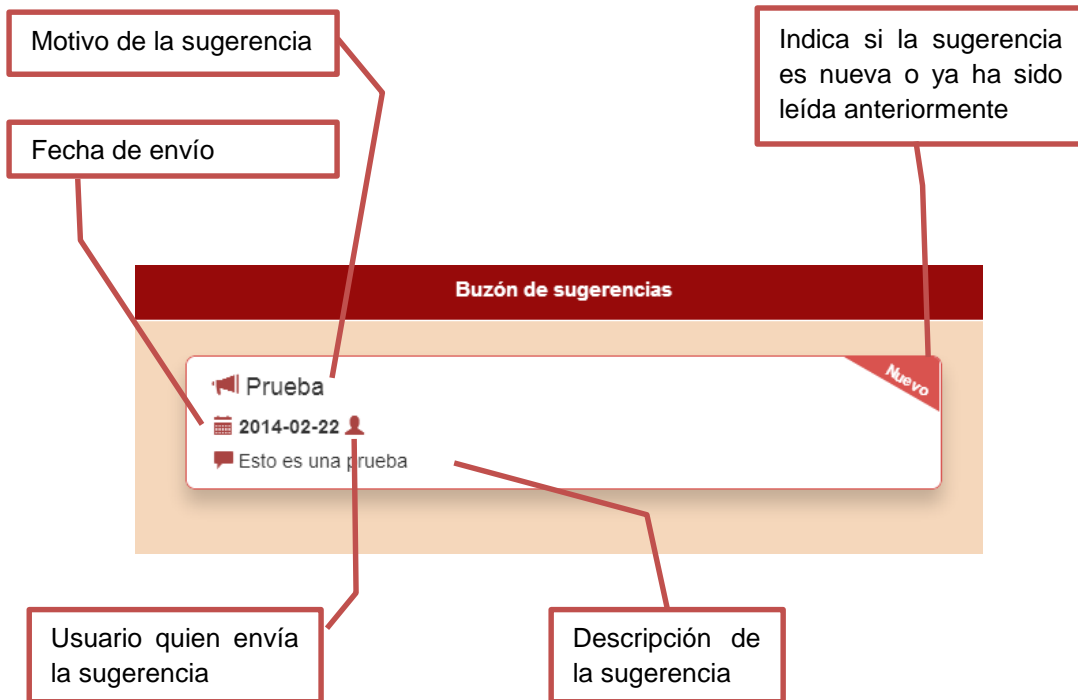 Motivo de la sugerencia
Indica si la sugerencia
es nueva o ya ha sido
leída anteriormente
Fecha de envío
Buzón de sugerencias
Prueba
Nuevo
2014-02-22
Esto es una prueba
Usuario quien envía
la sugerencia
Descripción de
la sugerencia